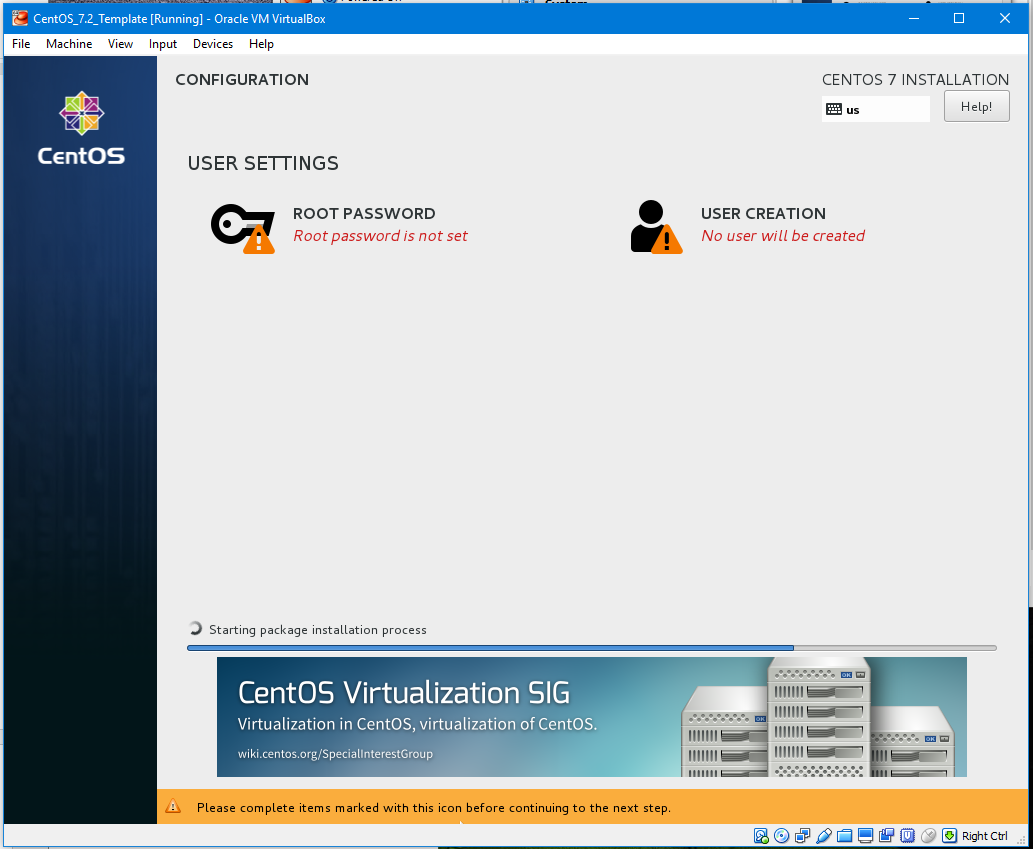 CentOS_7.2_Template [Running] - Oracle VM VirtualBox
File Machine View Input Devices Help
CentOS
CONFIGURATION
CENTOS 7 INSTALLATION
us
Help!
USER SETTINGS
ROOT PASSWORD
Root password is not set
USER CREATION
No user will be created
Starting package installation process
CentOS Virtualization SIG
Virtualization in CentOS, virtualization of CentOS.
wiki.centos.org/SpecialInterestGroup
OK
OK
OK
Please complete items marked with this icon before continuing to the next step.
Right Ctrl